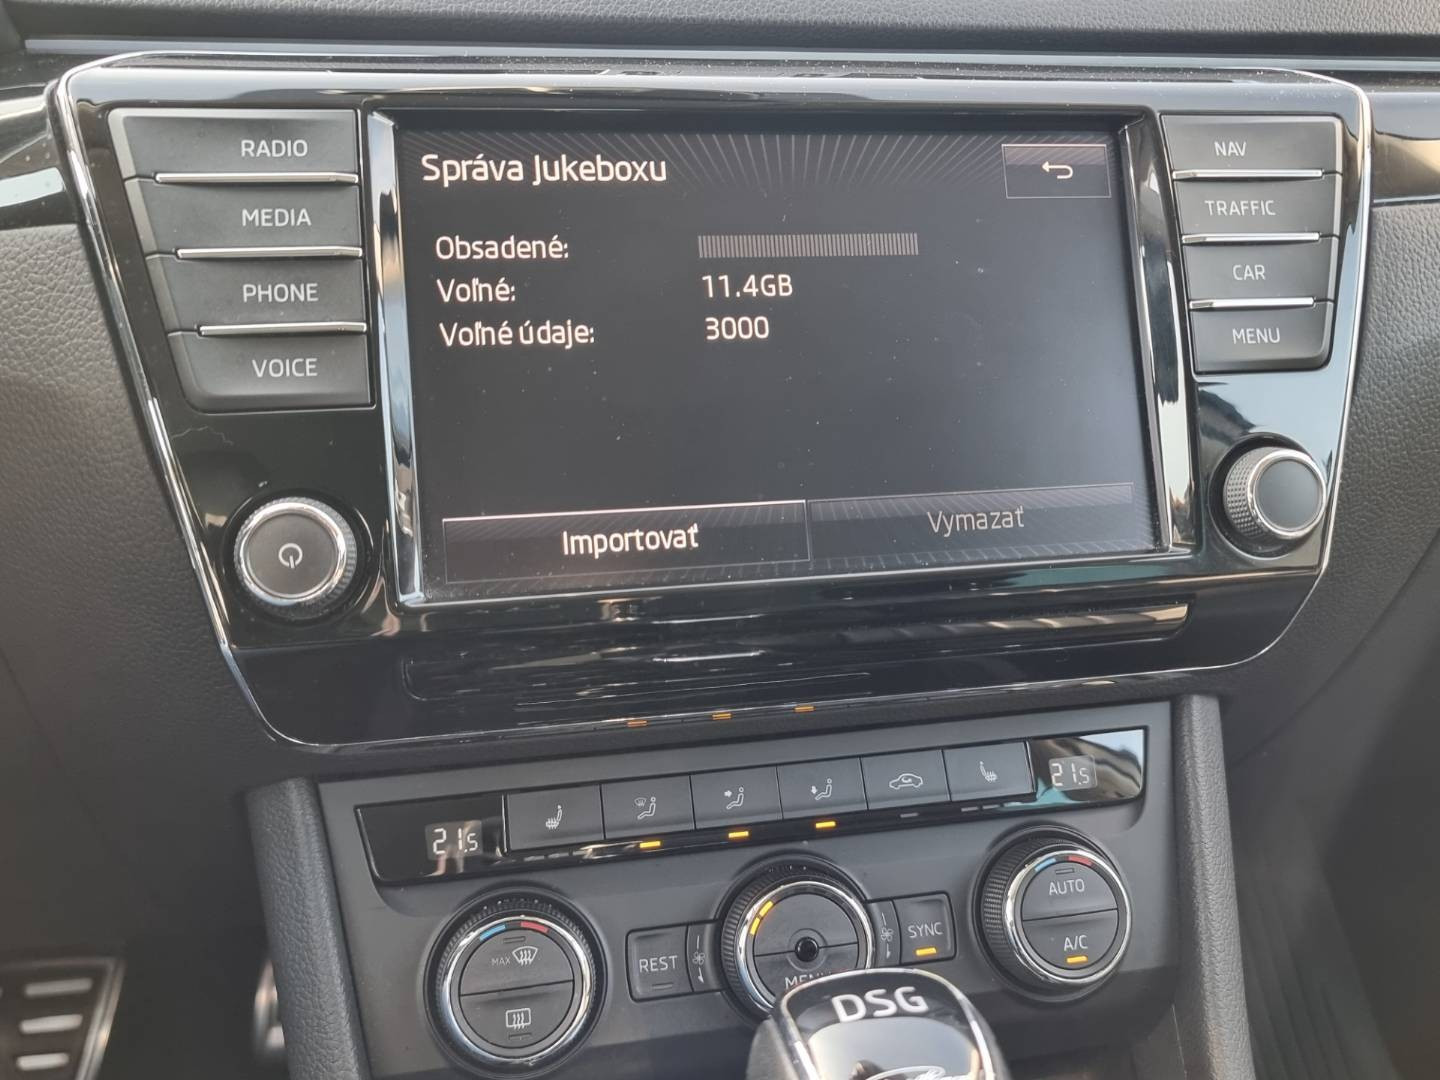 RADIO
MEDIA
PHONE
VOICE
Správa Jukeboxu
Obsadené:
Voľné: 11.4GB
Voľné údaje: 3000
Importovať Vymazať
NAV
TRAFFIC
CAR
MENU
21.5
21.5
MAX
REST
MENU
SYNC
AUTO
A/C
DSG